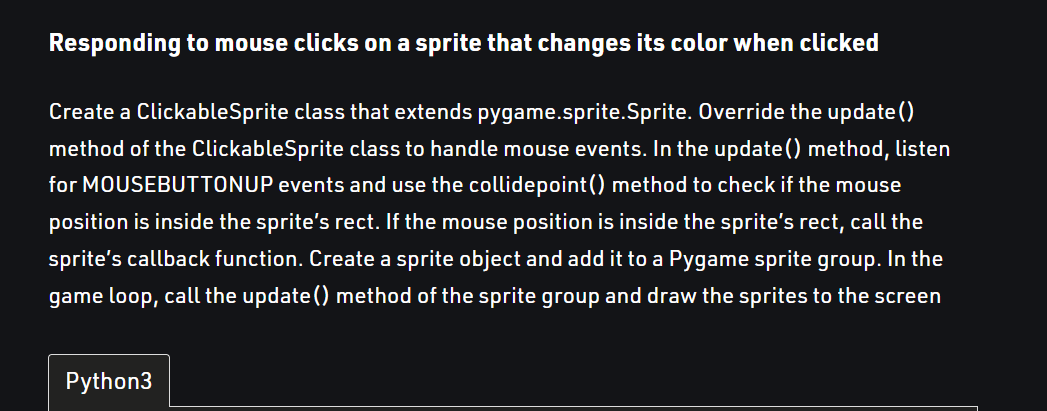 Responding to mouse clicks on a sprite that changes its color when clicked
Create a ClickableSprite class that extends pygame.sprite.Sprite. Override the update()
method of the ClickableSprite class to handle mouse events. In the update() method, listen
for MOUSEBUTTONUP events and use the collidepoint() method to check if the mouse
position is inside the sprite’s rect. If the mouse position is inside the sprite’s rect, call the
sprite’s callback function. Create a sprite object and add it to a Pygame sprite group. In the
game loop, call the update() method of the sprite group and draw the sprites to the screen
Python3